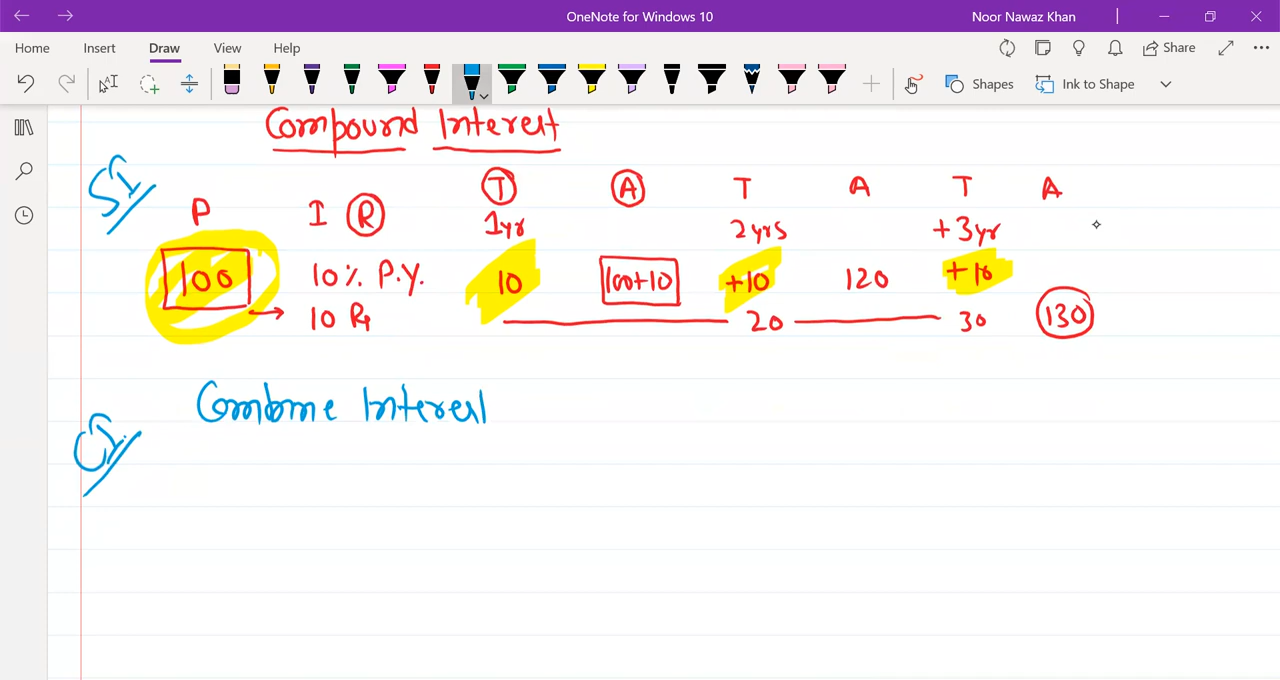 OneNote for Windows 10
Noor Nawaz Khan
Home Insert Draw View Help
Share
Shapes Ink to Shape
Compound Interest
SI
T A T A T A
P I R 1yr 2yrs +3yr
100 10% P.Y. 10 100+10 +10 120 +10
10 Rs 20 30 130
Combine Interest
CI